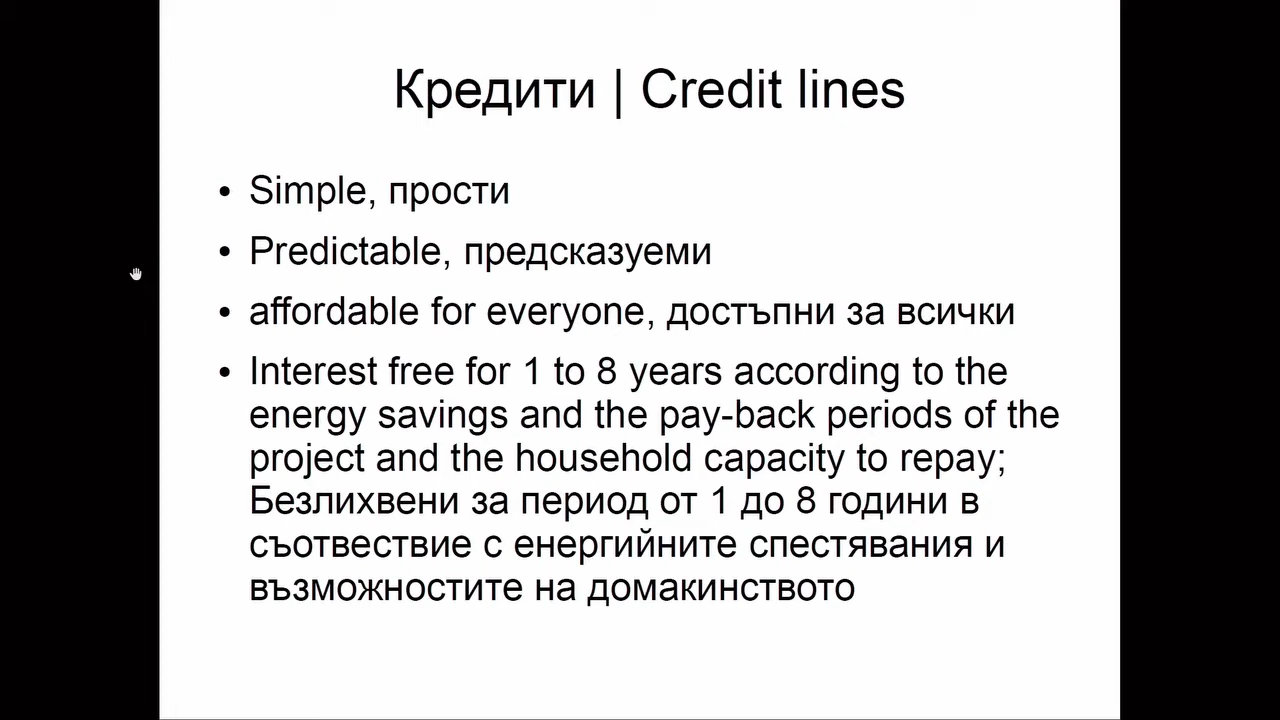 Кредити | Credit lines
• Simple, прости
• Predictable, предсказуеми
• affordable for everyone, достъпни за всички
• Interest free for 1 to 8 years according to the
energy savings and the pay-back periods of the
project and the household capacity to repay;
Безлихвени за период от 1 до 8 години в
съотвествие с енергийните спестявания и
възможностите на домакинството